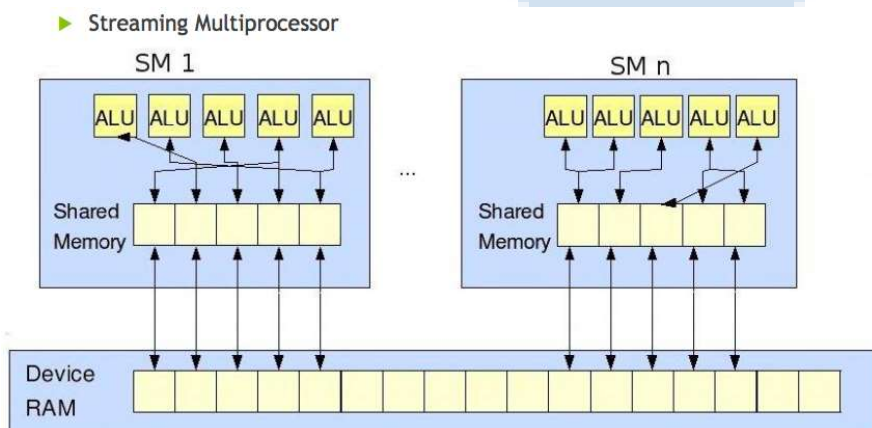 Streaming Multiprocessor
SM 1
SM n
ALU ALU ALU ALU ALU
ALU ALU ALU ALU ALU
...
Shared
Memory
Shared
Memory
Device
RAM